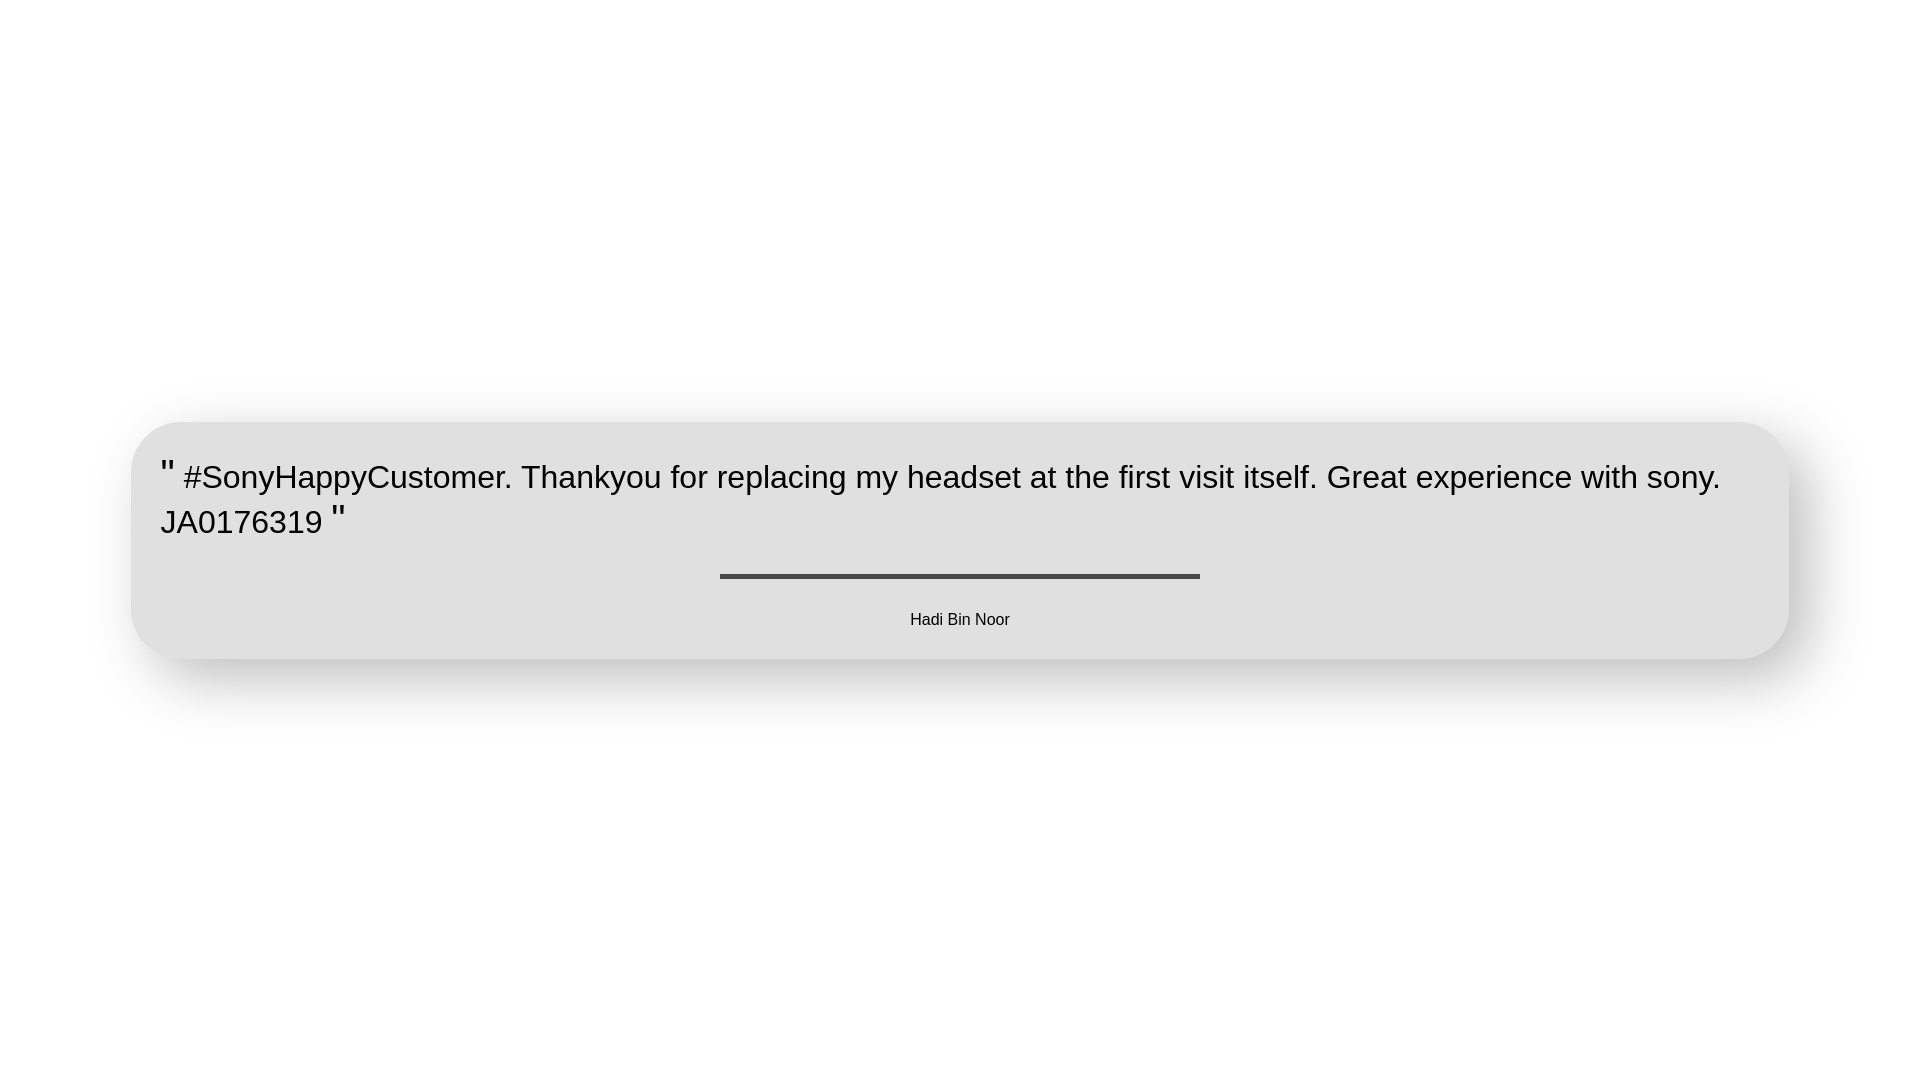 " #SonyHappyCustomer. Thankyou for replacing my headset at the first visit itself. Great experience with sony.
JA0176319 "
Hadi Bin Noor